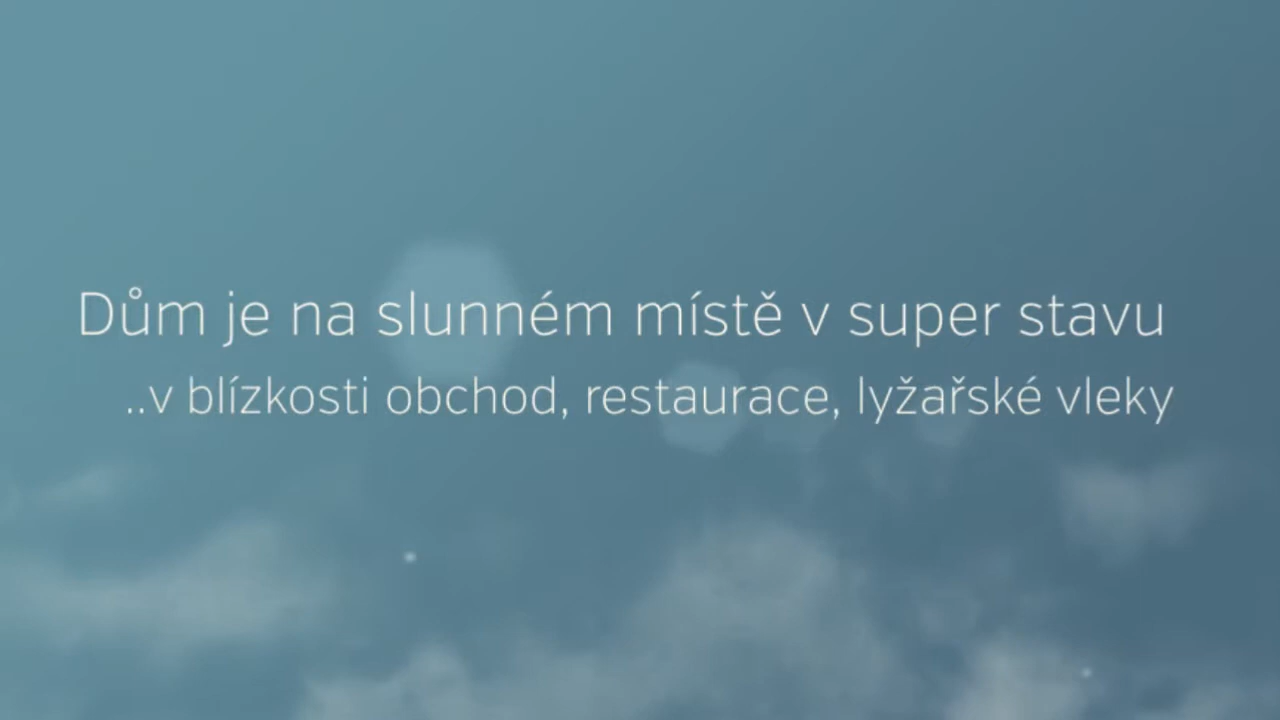 Dům je na slunném místě v super stavu
..v blízkosti obchod, restaurace, lyžařské vleky